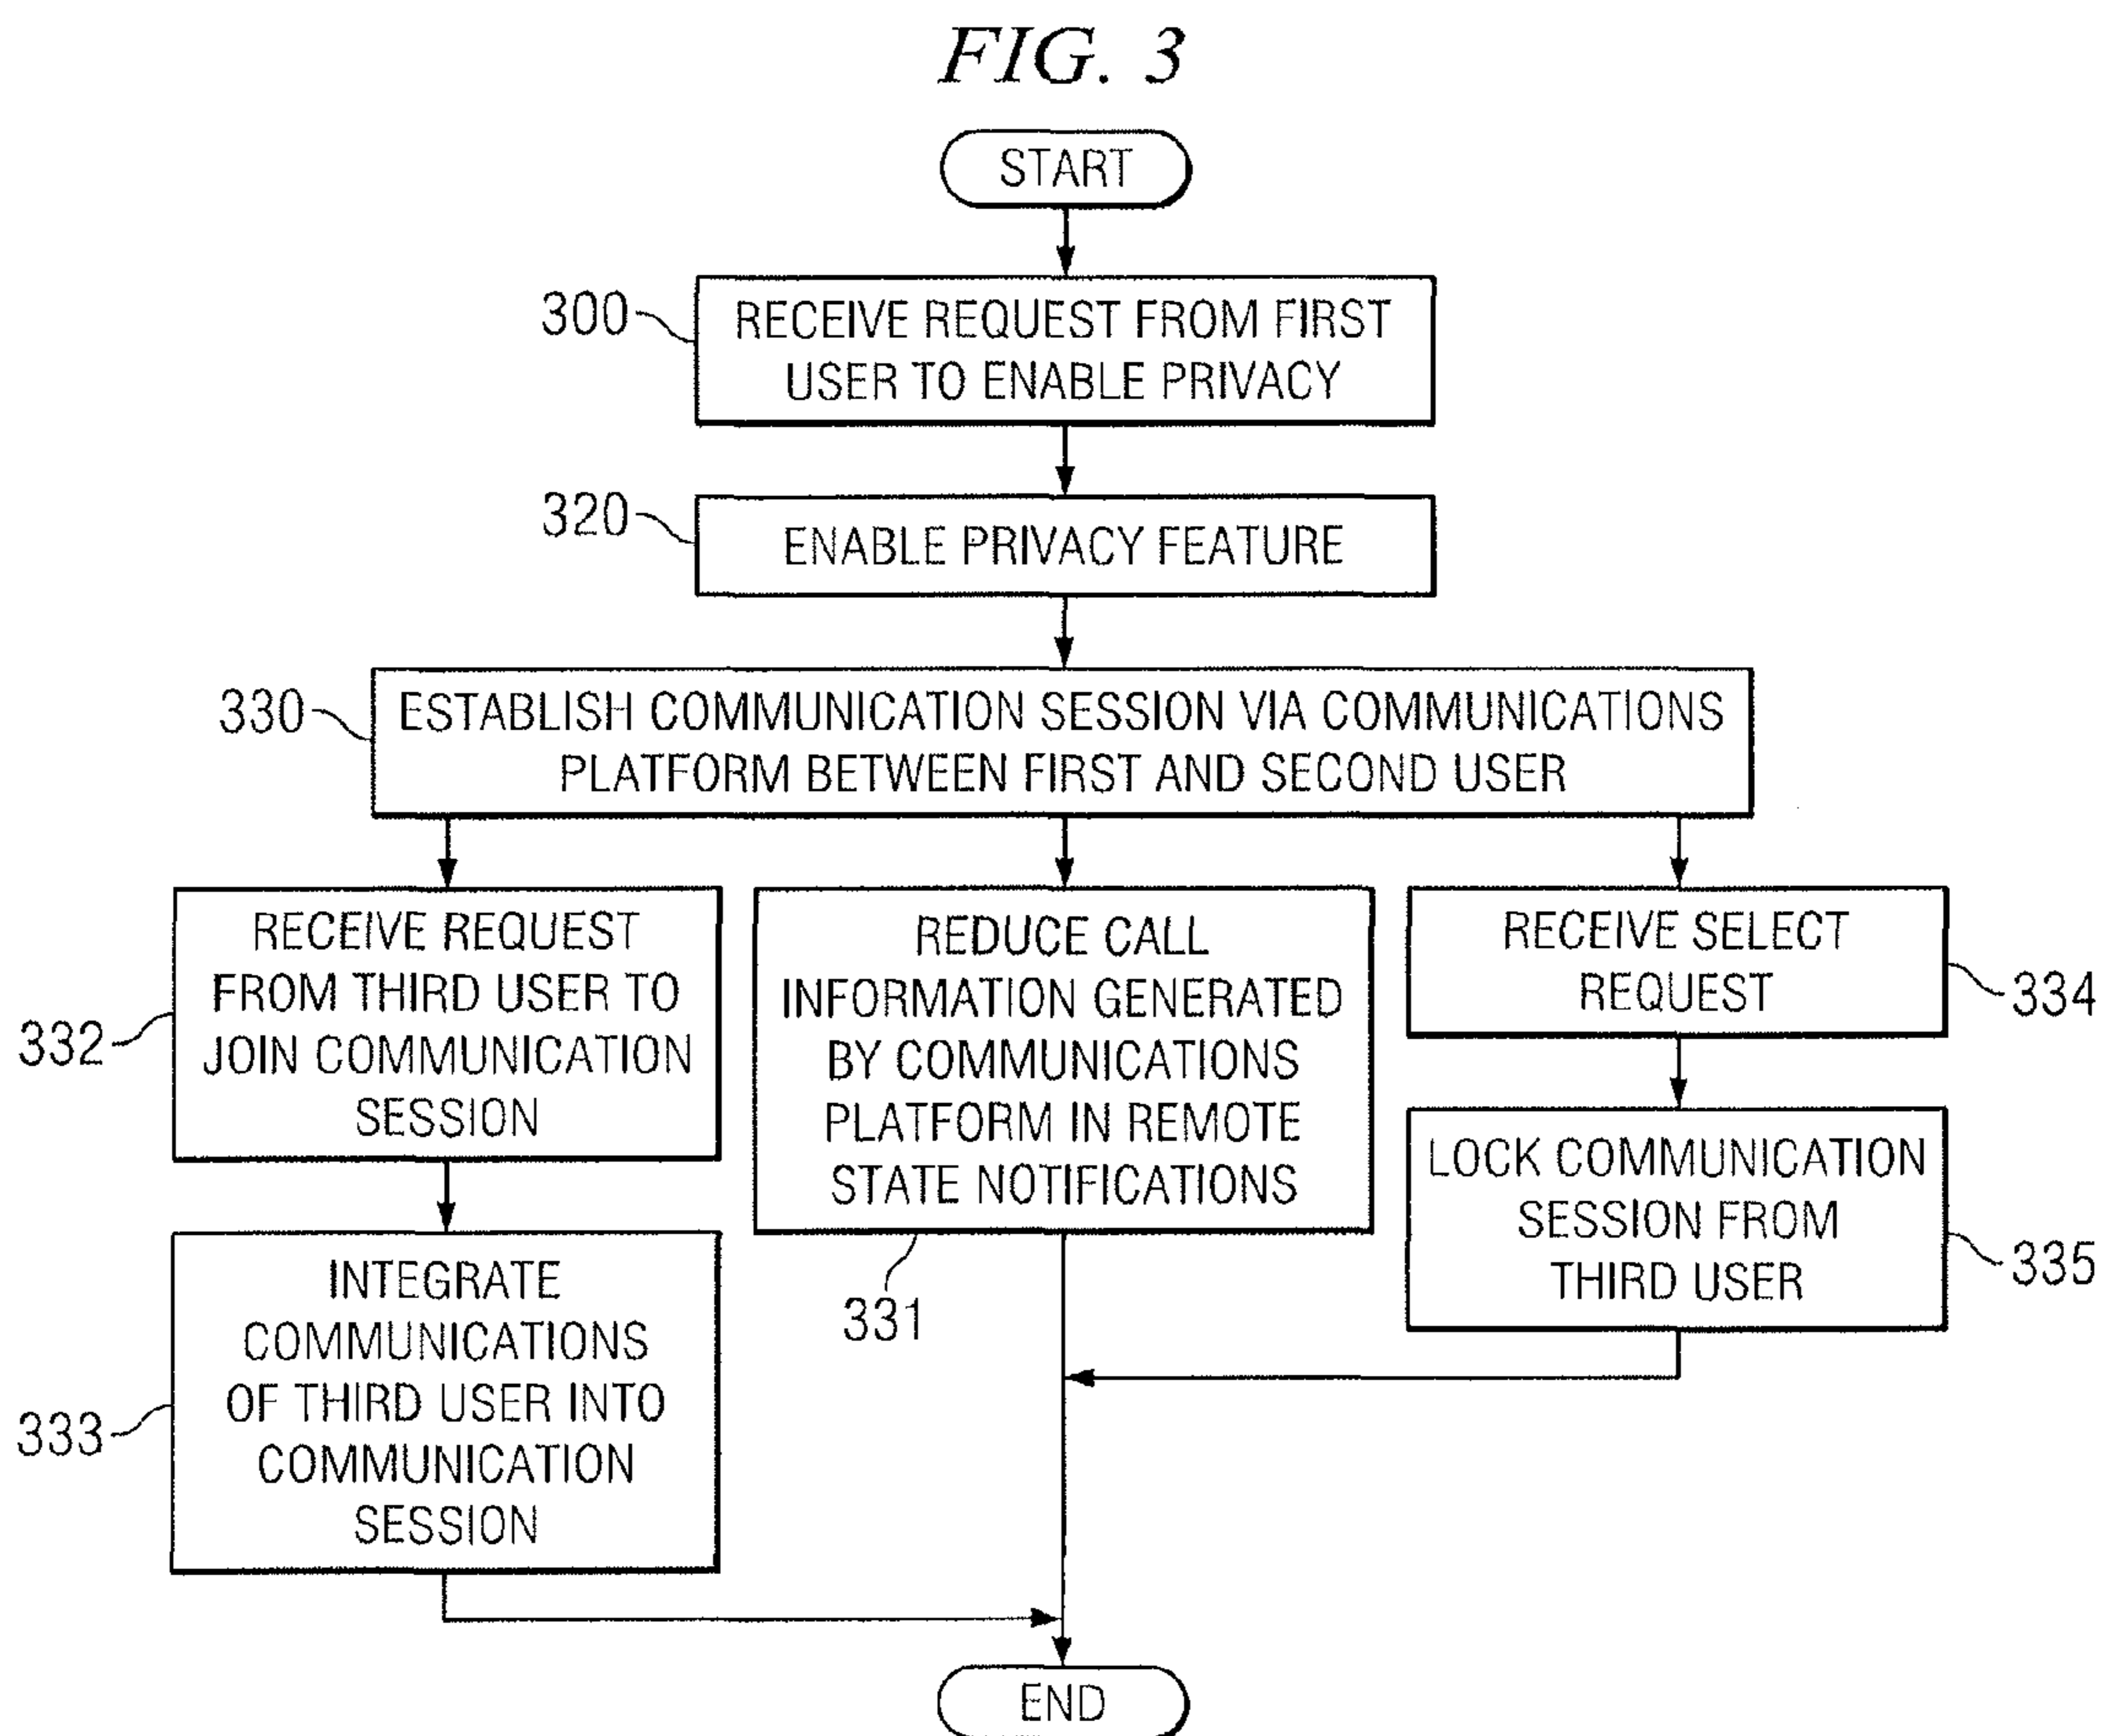 FIG. 3
START
300
RECEIVE REQUEST FROM FIRST
USER TO ENABLE PRIVACY
320
ENABLE PRIVACY FEATURE
330
ESTABLISH COMMUNICATION SESSION VIA COMMUNICATIONS
PLATFORM BETWEEN FIRST AND SECOND USER
332
RECEIVE REQUEST
FROM THIRD USER TO
JOIN COMMUNICATION
SESSION
333
INTEGRATE
COMMUNICATIONS
OF THIRD USER INTO
COMMUNICATION
SESSION
REDUCE CALL
INFORMATION GENERATED
BY COMMUNICATIONS
PLATFORM IN REMOTE
STATE NOTIFICATIONS
331
RECEIVE SELECT
REQUEST
334
LOCK COMMUNICATION
SESSION FROM
THIRD USER
335
END